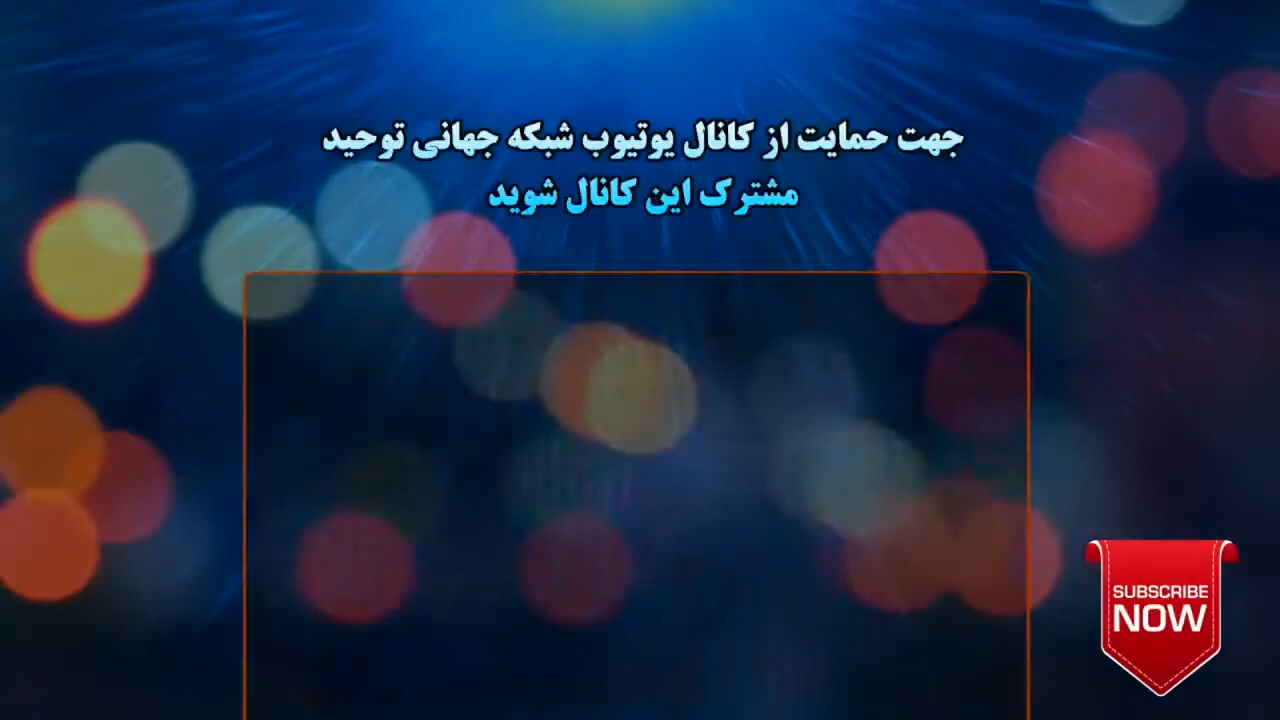 جهت حمایت از کانال یوتیوب شبکه جهانی توحید
مشترک این کانال شوید
SUBSCRIBE
NOW